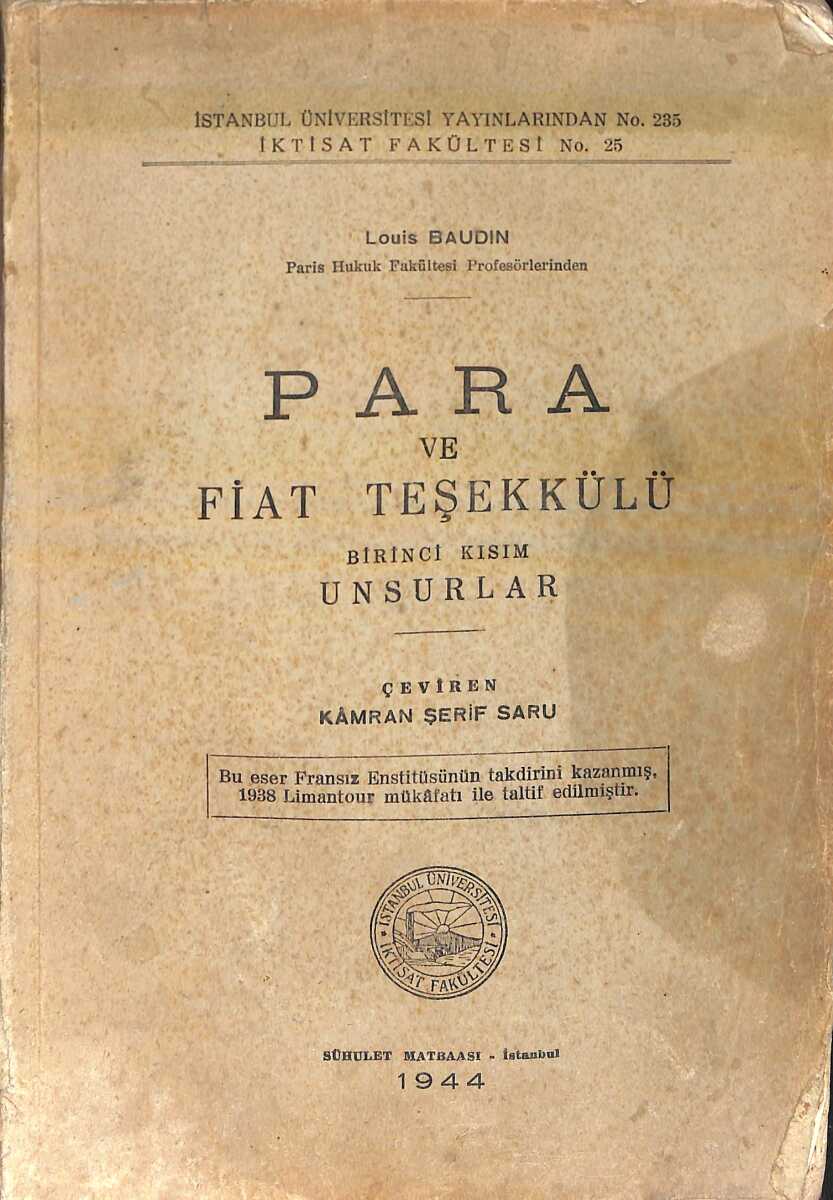 İSTANBUL ÜNİVERSİTESİ YAYINLARINDAN No. 235
İKTİSAT FAKÜLTESİ No. 25
Louis BAUDIN
Paris Hukuk Fakültesi Profesörlerinden
PARA
VE
FİAT TEŞEKKÜLÜ
BİRİNCİ KISIM
UNSURLAR
ÇEVİREN
KÂMRAN ŞERİF SARU
Bu eser Fransız Enstitüsünün takdirini kazanmış,
1938 Limantour mükâfatı ile taltif edilmiştir.
İSTANBUL ÜNİVERSİTESİ
İKTİSAT FAKÜLTESİ
SÜHULET MATBAASI - İstanbul
1944